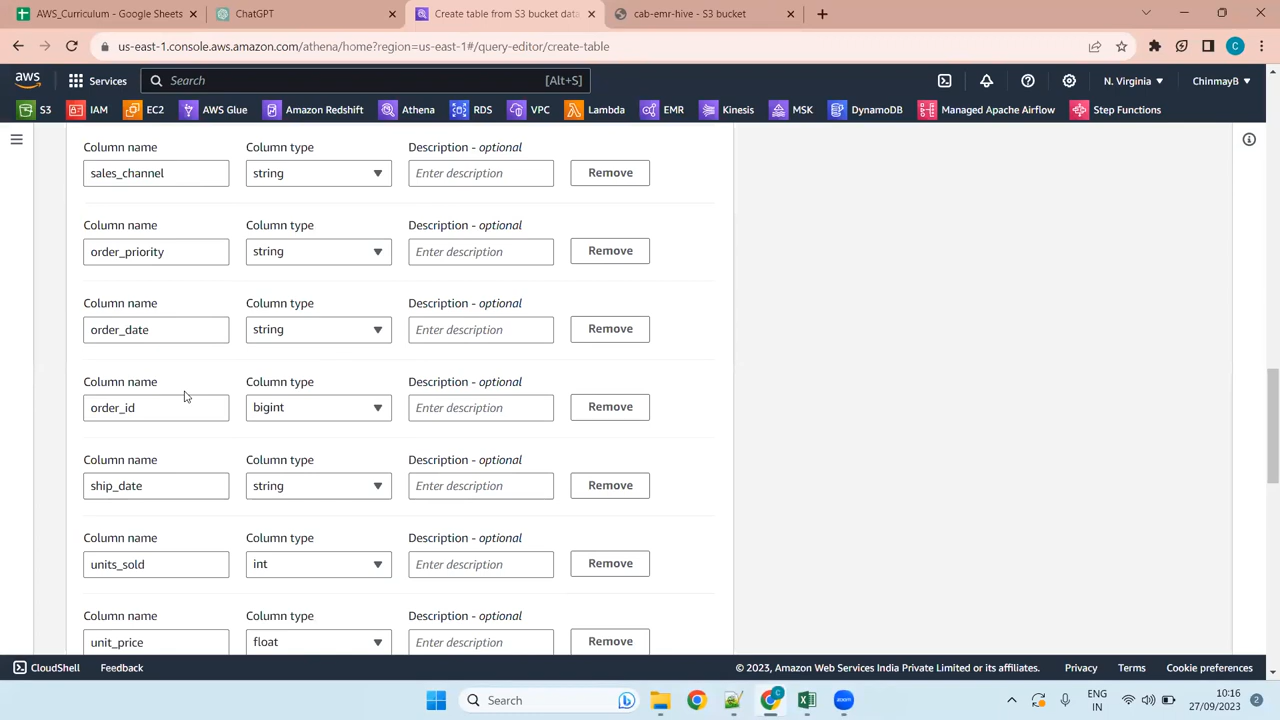 AWS_Curriculum - Google Sheets
ChatGPT
Create table from S3 bucket data
cab-emr-hive - S3 bucket
us-east-1.console.aws.amazon.com/athena/home?region=us-east-1#/query-editor/create-table
aws
Services
Search
[Alt+S]
N. Virginia
ChinmayB
S3
IAM
EC2
AWS Glue
Amazon Redshift
Athena
RDS
VPC
Lambda
EMR
Kinesis
MSK
DynamoDB
Managed Apache Airflow
Step Functions
Column name Column type Description - optional
sales_channel string Enter description Remove
Column name Column type Description - optional
order_priority string Enter description Remove
Column name Column type Description - optional
order_date string Enter description Remove
Column name Column type Description - optional
order_id bigint Enter description Remove
Column name Column type Description - optional
ship_date string Enter description Remove
Column name Column type Description - optional
units_sold int Enter description Remove
Column name Column type Description - optional
unit_price float Enter description Remove
CloudShell Feedback © 2023, Amazon Web Services India Private Limited or its affiliates. Privacy Terms Cookie preferences
Search
ENG
IN
10:16
27/09/2023
2
zoom
C
C